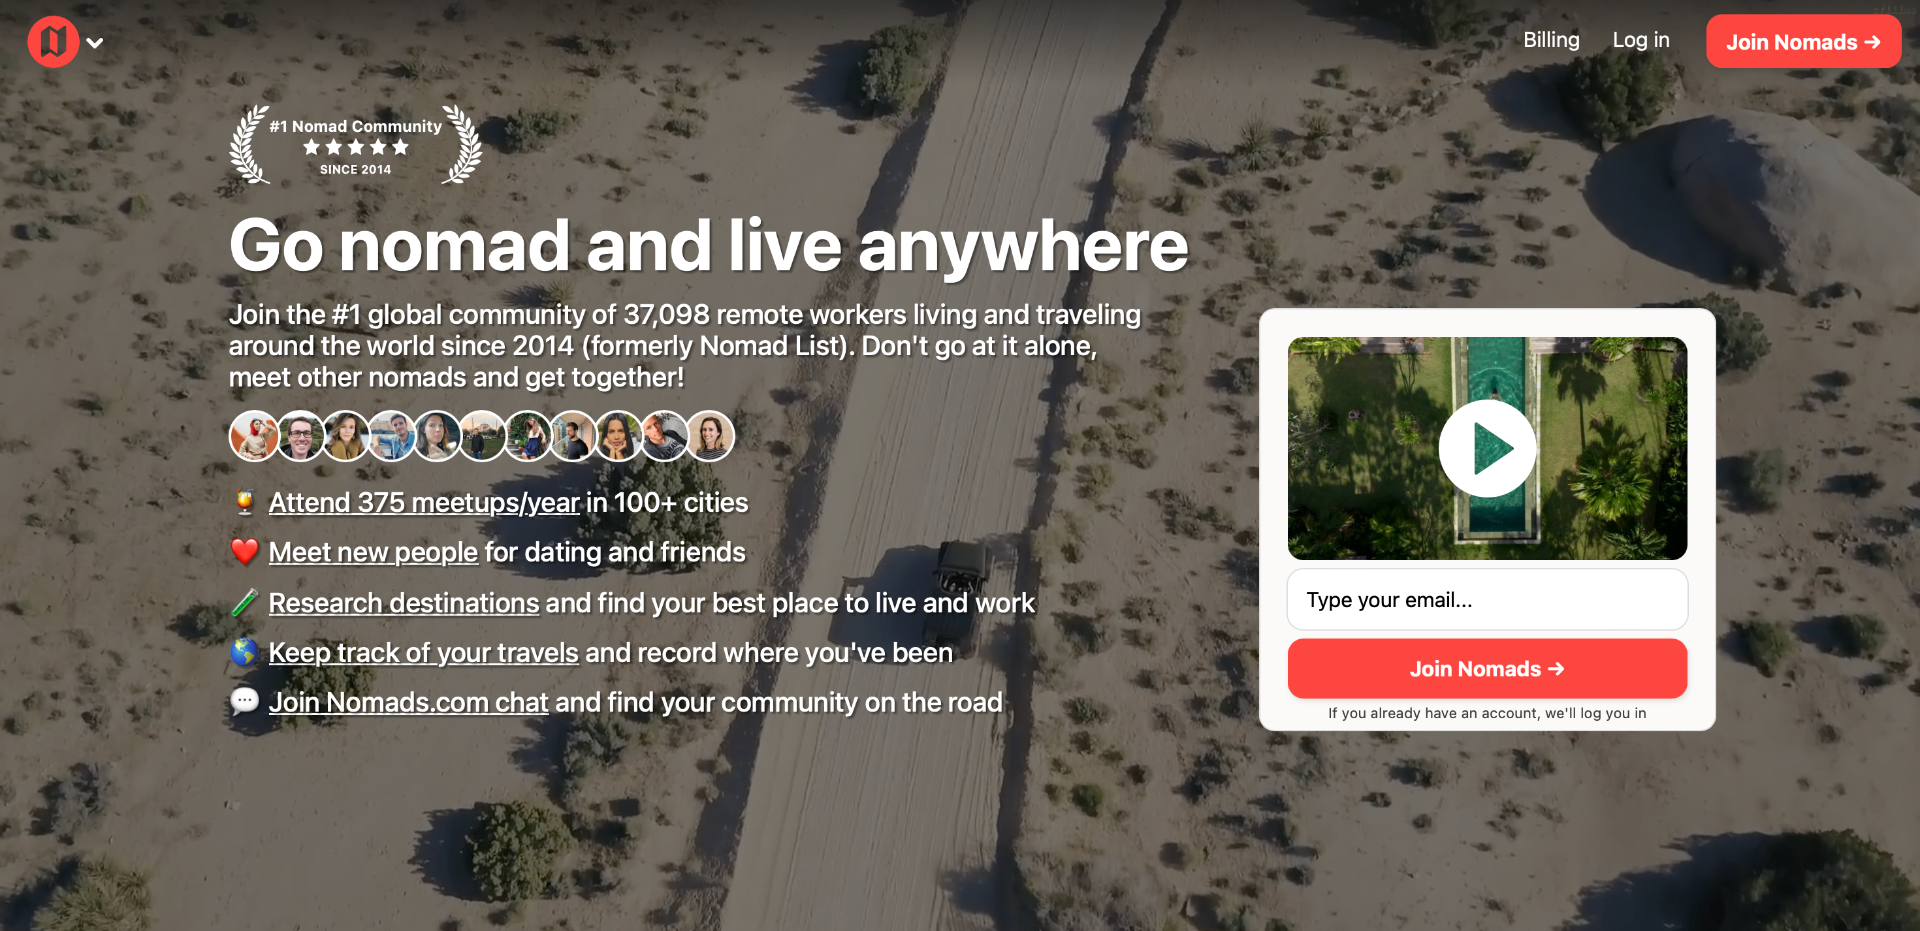 Billing
Log in
Join Nomads →
#1 Nomad Community
SINCE 2014
Go nomad and live anywhere
Join the #1 global community of 37,098 remote workers living and traveling
around the world since 2014 (formerly Nomad List). Don't go at it alone,
meet other nomads and get together!
Attend 375 meetups/year in 100+ cities
Meet new people for dating and friends
Research destinations and find your best place to live and work
Keep track of your travels and record where you've been
Join Nomads.com chat and find your community on the road
Type your email...
Join Nomads →
If you already have an account, we'll log you in